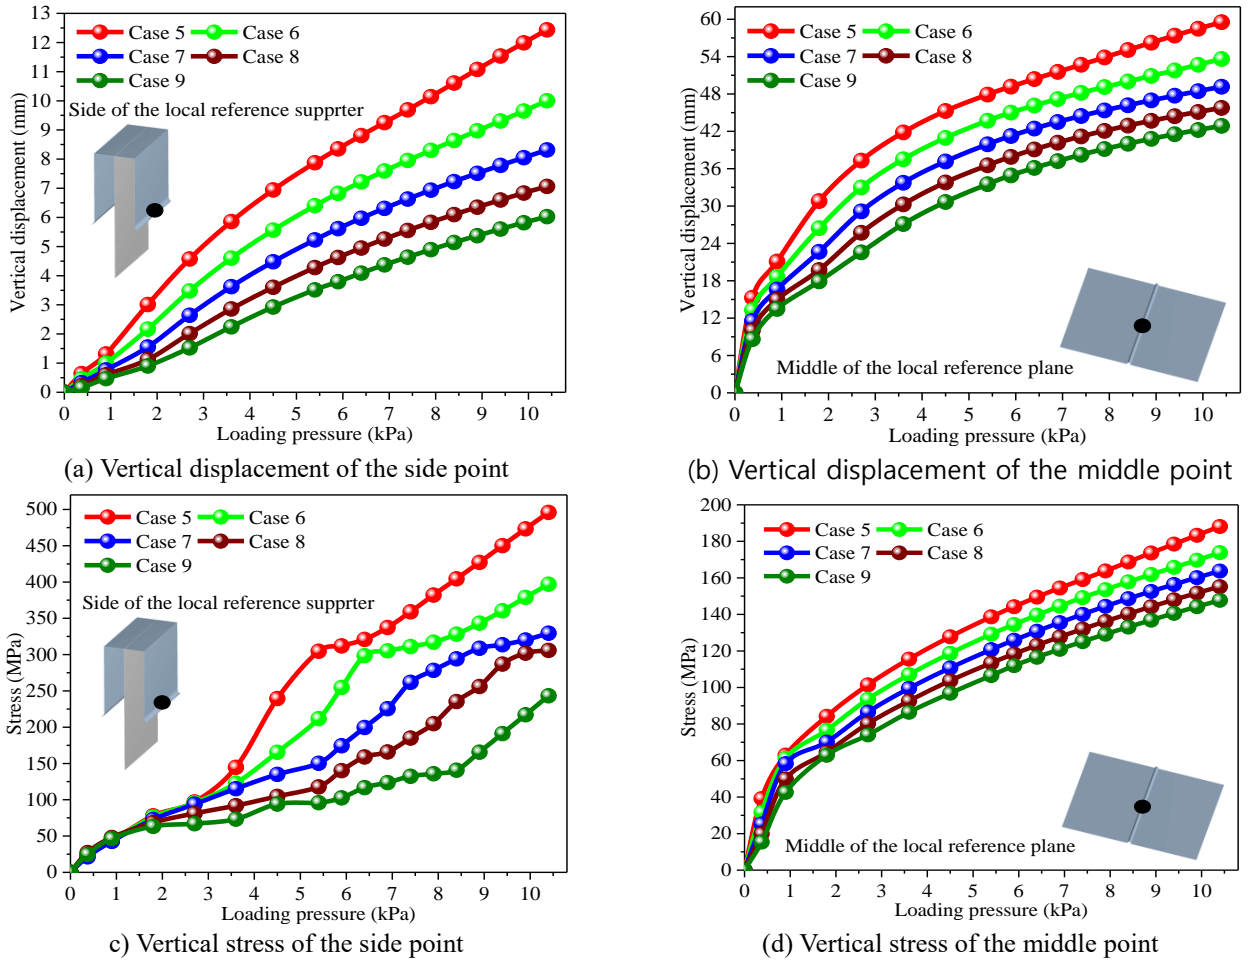 13
12
11
10
9
8
7
6
5
4
3
2
1
0
Vertical displacement (mm)
Case 5 Case 6
Case 7 Case 8
Case 9
Side of the local reference supprter
0 1 2 3 4 5 6 7 8 9 10
Loading pressure (kPa)
(a) Vertical displacement of the side point
60
54
48
42
36
30
24
18
12
6
0
Vertical displacement (mm)
Case 5 Case 6
Case 7 Case 8
Case 9
Middle of the local reference plane
0 1 2 3 4 5 6 7 8 9 10
Loading pressure (kPa)
(b) Vertical displacement of the middle point
500
450
400
350
300
250
200
150
100
50
0
Stress (MPa)
Case 5 Case 6
Case 7 Case 8
Case 9
Side of the local reference supprter
0 1 2 3 4 5 6 7 8 9 10
Loading pressure (kPa)
c) Vertical stress of the side point
200
180
160
140
120
100
80
60
40
20
0
Stress (MPa)
Case 5 Case 6
Case 7 Case 8
Case 9
Middle of the local reference plane
0 1 2 3 4 5 6 7 8 9 10
Loading pressure (kPa)
(d) Vertical stress of the middle point